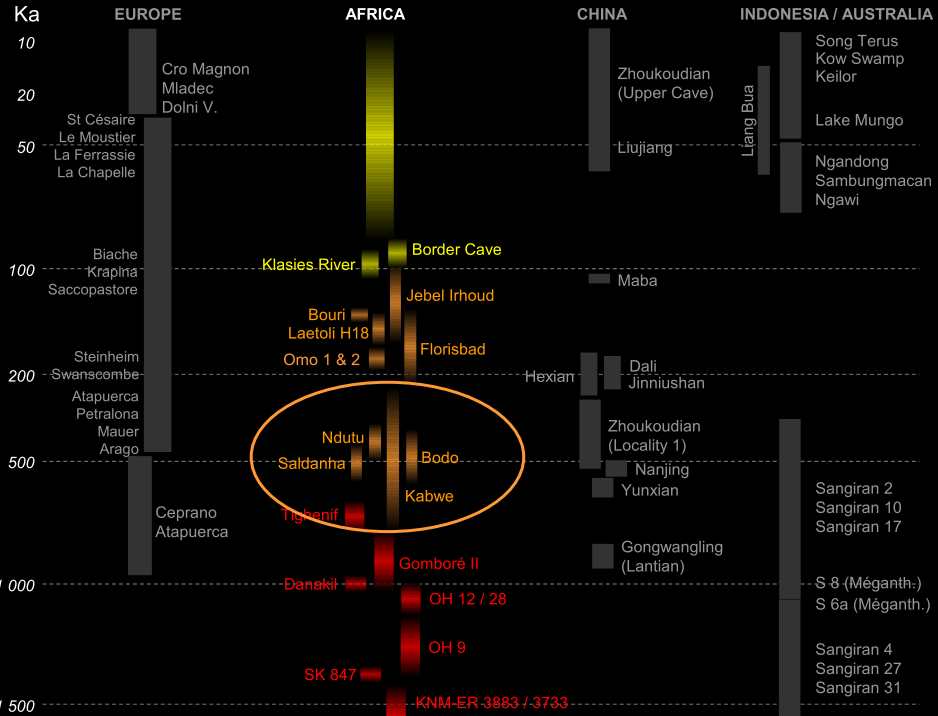 Ka
EUROPE
AFRICA
CHINA
INDONESIA / AUSTRALIA
10
20
50
100
200
500
1 000
1 500
Cro Magnon
Mladec
Dolni V.
St Césaire
Le Moustier
La Ferrassie
La Chapelle
Biache
Krapina
Saccopastore
Steinheim
Swanscombe
Atapuerca
Petralona
Mauer
Arago
Ceprano
Atapuerca
Border Cave
Klasies River
Jebel Irhoud
Bouri
Laetoli H18
Florisbad
Omo 1 & 2
Ndutu
Saldanha
Bodo
Kabwe
Tighenif
Gomboré II
Danakil
OH 12 / 28
OH 9
SK 847
KNM-ER 3883 / 3733
Zhoukoudian
(Upper Cave)
Liujiang
Maba
Hexian
Dali
Jinniushan
Zhoukoudian
(Locality 1)
Nanjing
Yunxian
Gongwangling
(Lantian)
Song Terus
Kow Swamp
Keilor
Liang Bua
Lake Mungo
Ngandong
Sambungmacan
Ngawi
Sangiran 2
Sangiran 10
Sangiran 17
S 8 (Méganth.)
S 6a (Méganth.)
Sangiran 4
Sangiran 27
Sangiran 31